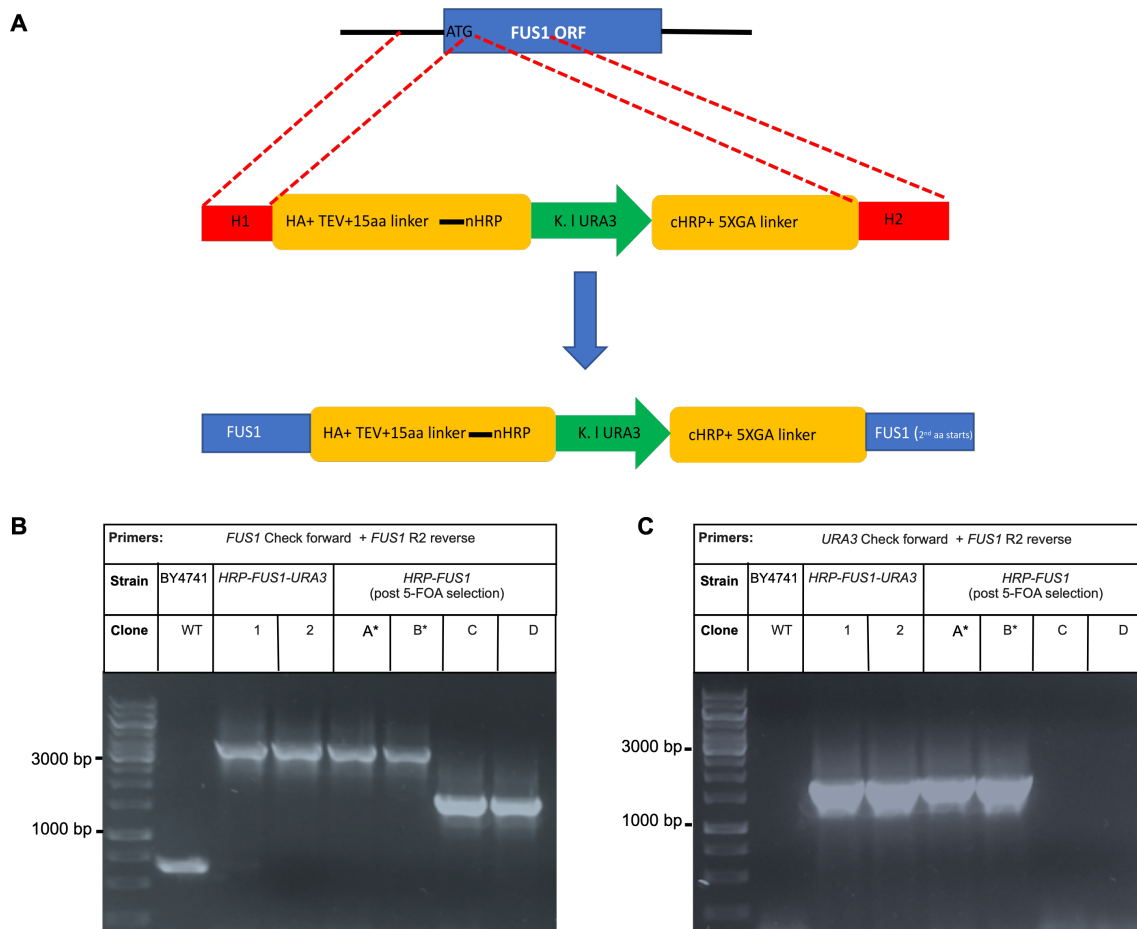 A
ATG
FUS1 ORF
H1
HA+ TEV+15aa linker
nHRP
K. l URA3
cHRP+ 5XGA linker
H2
FUS1
HA+ TEV+15aa linker
nHRP
K. l URA3
cHRP+ 5XGA linker
FUS1 (2nd aa starts)
B
Primers: FUS1 Check forward + FUS1 R2 reverse
Strain BY4741 HRP-FUS1-URA3 HRP-FUS1
(post 5-FOA selection)
Clone WT 1 2 A* B* C D
3000 bp
1000 bp
C
Primers: URA3 Check forward + FUS1 R2 reverse
Strain BY4741 HRP-FUS1-URA3 HRP-FUS1
(post 5-FOA selection)
Clone WT 1 2 A* B* C D
3000 bp
1000 bp